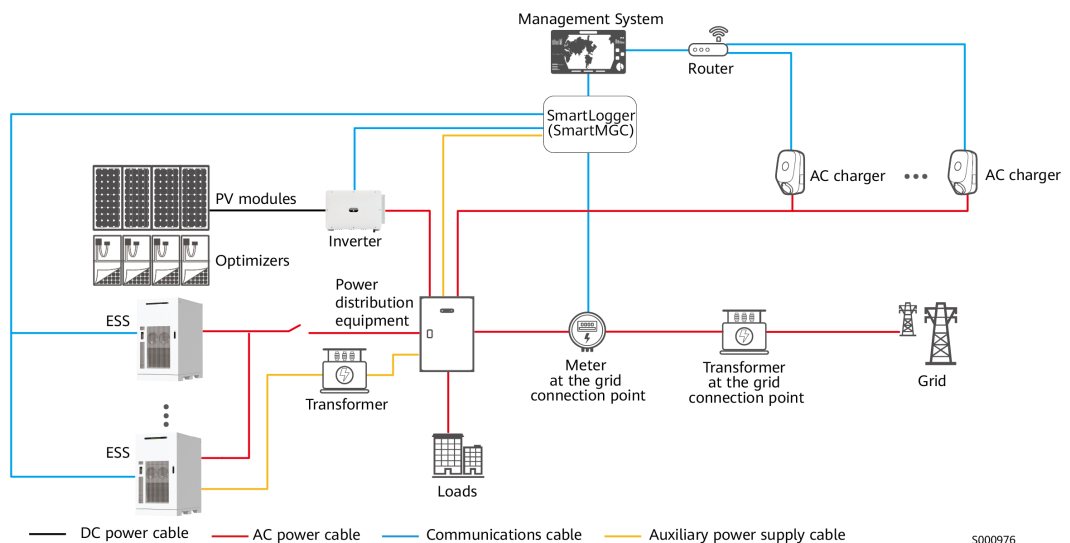 Management System
Router
SmartLogger
(SmartMGC)
AC charger
AC charger
PV modules
Inverter
Optimizers
Power
distribution
equipment
ESS
Meter
at the grid
connection point
Transformer
at the grid
connection point
Grid
Transformer
ESS
Loads
DC power cable
AC power cable
Communications cable
Auxiliary power supply cable
S000976